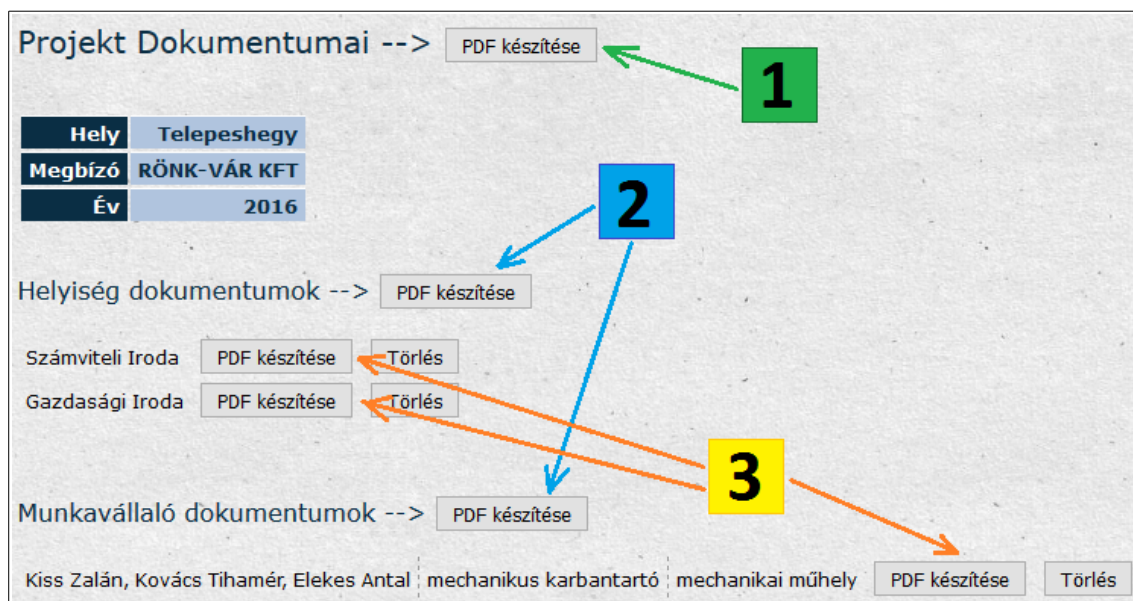 Projekt Dokumentumai --> PDF készítése
1
Hely Telepeshegy
Megbízó RÖNK-VÁR KFT
Év 2016
2
Helyiség dokumentumok --> PDF készítése
Számviteli Iroda PDF készítése Törlés
Gazdasági Iroda PDF készítése Törlés
3
Munkavállaló dokumentumok --> PDF készítése
Kiss Zalán, Kovács Tihamér, Elekes Antal mechanikus karbantartó mechanikai műhely PDF készítése Törlés